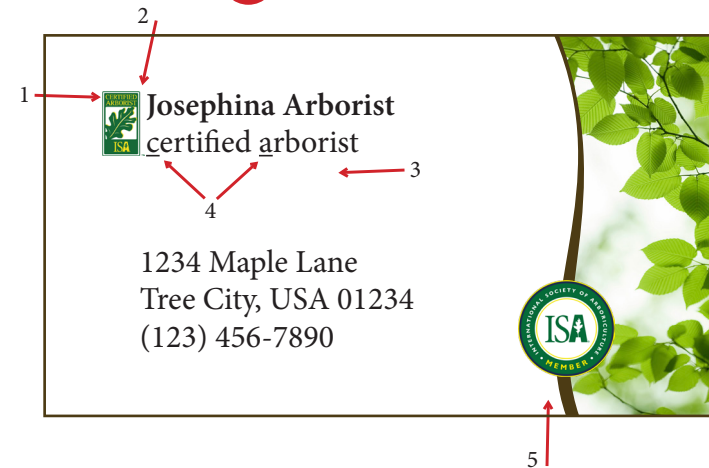 2
1
CERTIFIED
ARBORIST
ISA
Josephina Arborist
certified arborist
3
4
1234 Maple Lane
Tree City, USA 01234
(123) 456-7890
INTERNATIONAL SOCIETY OF ARBORICULTURE
ISA
• MEMBER •
5